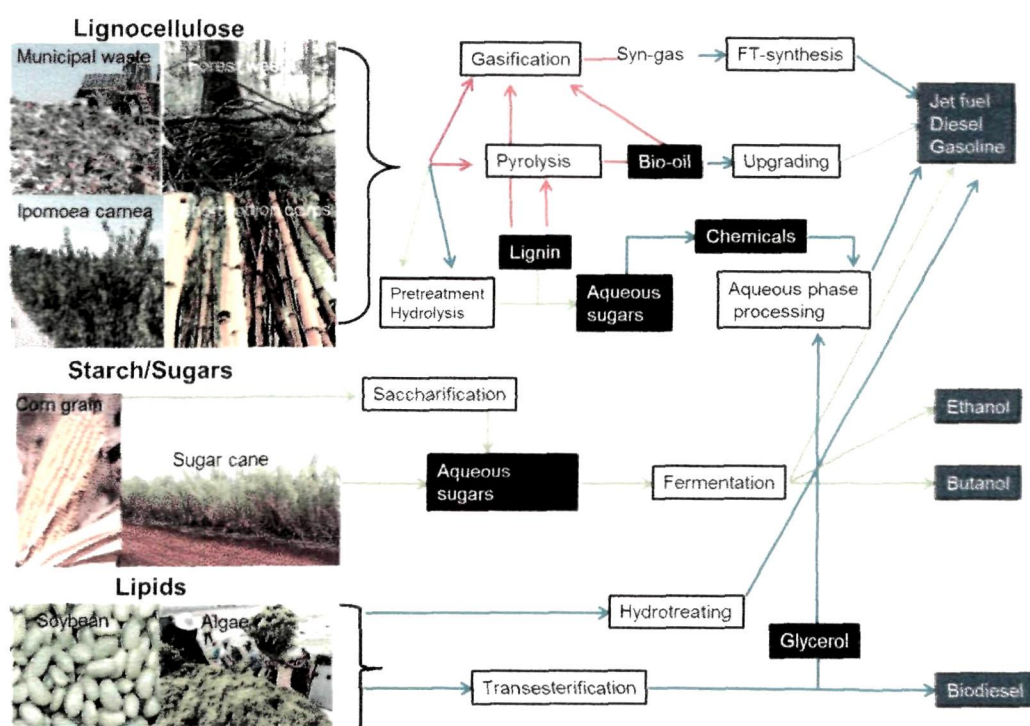 Lignocellulose
Municipal waste
Forest waste
Ipomoea carnea
Gasification
Syn-gas
FT-synthesis
Jet fuel
Diesel
Gasoline
Pyrolysis
Bio-oil
Upgrading
Lignin
Chemicals
Pretreatment
Hydrolysis
Aqueous
sugars
Aqueous phase
processing
Starch/Sugars
Corn grain
Saccharification
Sugar cane
Aqueous
sugars
Fermentation
Ethanol
Butanol
Lipids
Soybean
Algae
Hydrotreating
Glycerol
Transesterification
Biodiesel